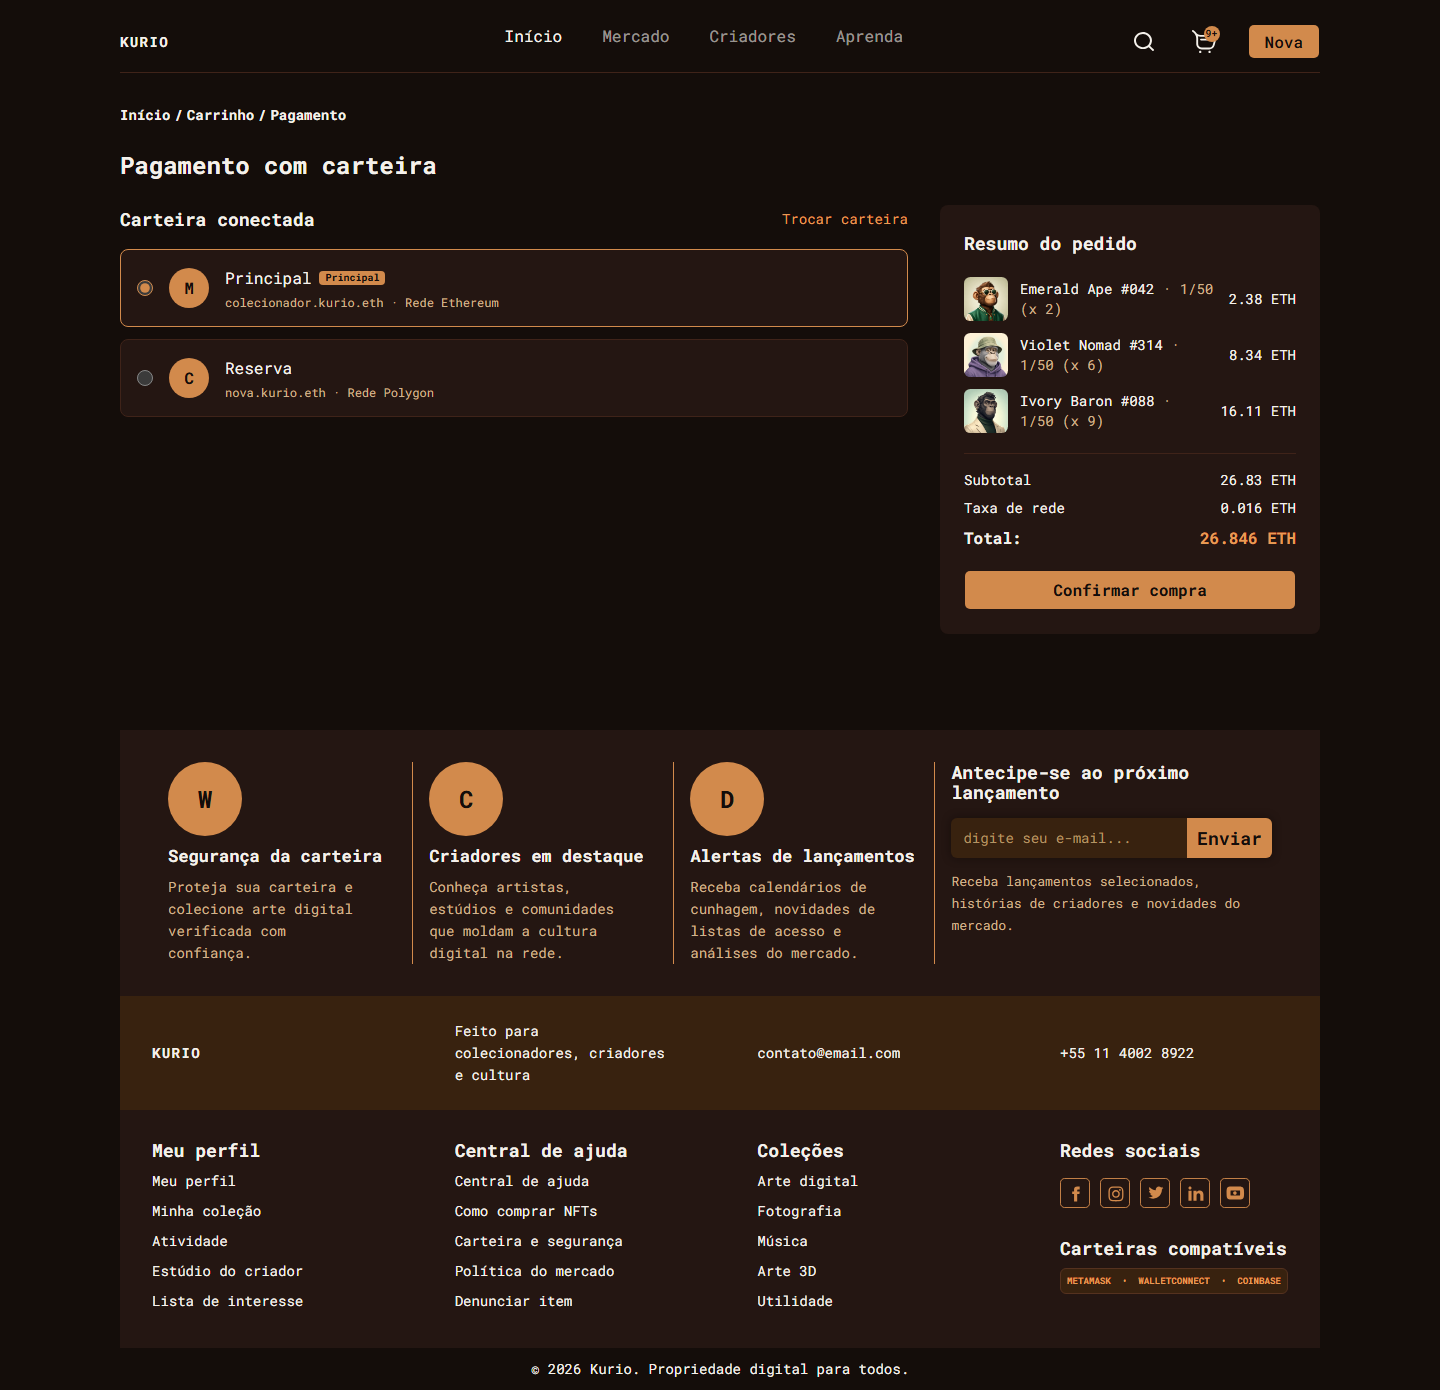 KURIO
Início
Mercado
Criadores
Aprenda
9+
Nova
Início / Carrinho / Pagamento
Pagamento com carteira
Carteira conectada
Trocar carteira
M
Principal
Principal
colecionador.kurio.eth · Rede Ethereum
C
Reserva
nova.kurio.eth · Rede Polygon
Resumo do pedido
Emerald Ape #042 · 1/50
(x 2)
2.38 ETH
Violet Nomad #314 ·
1/50 (x 6)
8.34 ETH
Ivory Baron #088 ·
1/50 (x 9)
16.11 ETH
Subtotal
26.83 ETH
Taxa de rede
0.016 ETH
Total:
26.846 ETH
Confirmar compra
W
Segurança da carteira
Proteja sua carteira e
colecione arte digital
verificada com
confiança.
C
Criadores em destaque
Conheça artistas,
estúdios e comunidades
que moldam a cultura
digital na rede.
D
Alertas de lançamentos
Receba calendários de
cunhagem, novidades de
listas de acesso e
análises do mercado.
Antecipe-se ao próximo
lançamento
digite seu e-mail...
Enviar
Receba lançamentos selecionados,
histórias de criadores e novidades do
mercado.
KURIO
Feito para
colecionadores, criadores
e cultura
contato@email.com
+55 11 4002 8922
Meu perfil
Meu perfil
Minha coleção
Atividade
Estúdio do criador
Lista de interesse
Central de ajuda
Central de ajuda
Como comprar NFTs
Carteira e segurança
Política do mercado
Denunciar item
Coleções
Arte digital
Fotografia
Música
Arte 3D
Utilidade
Redes sociais
Carteiras compatíveis
METAMASK · WALLETCONNECT · COINBASE
© 2026 Kurio. Propriedade digital para todos.